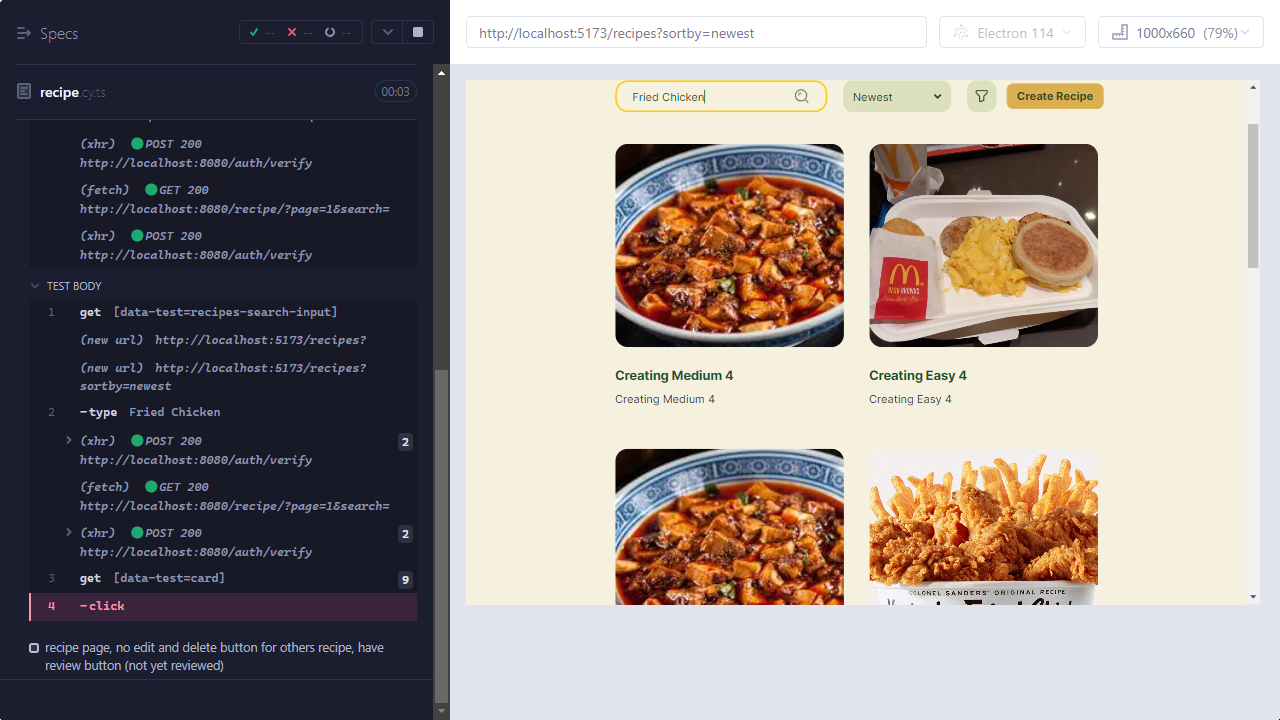 Specs
-- -- --
http://localhost:5173/recipes?sortby=newest
Electron 114
1000x660 (79%)
recipe.cy.ts
00:03
(xhr) POST 200
http://localhost:8080/auth/verify
(fetch) GET 200
http://localhost:8080/recipe/?page=1&search=
(xhr) POST 200
http://localhost:8080/auth/verify
TEST BODY
1 get [data-test=recipes-search-input]
(new url) http://localhost:5173/recipes?
(new url) http://localhost:5173/recipes?
sortby=newest
2 -type Fried Chicken
(xhr) POST 200 2
http://localhost:8080/auth/verify
(fetch) GET 200
http://localhost:8080/recipe/?page=1&search=
(xhr) POST 200 2
http://localhost:8080/auth/verify
3 get [data-test=card] 9
4 -click
recipe page, no edit and delete button for others recipe, have
review button (not yet reviewed)
Fried Chicken
Newest
Create Recipe
HASH BROWNS
Creating Medium 4
Creating Medium 4
Creating Easy 4
Creating Easy 4
COLONEL SANDERS' ORIGINAL RECIPE